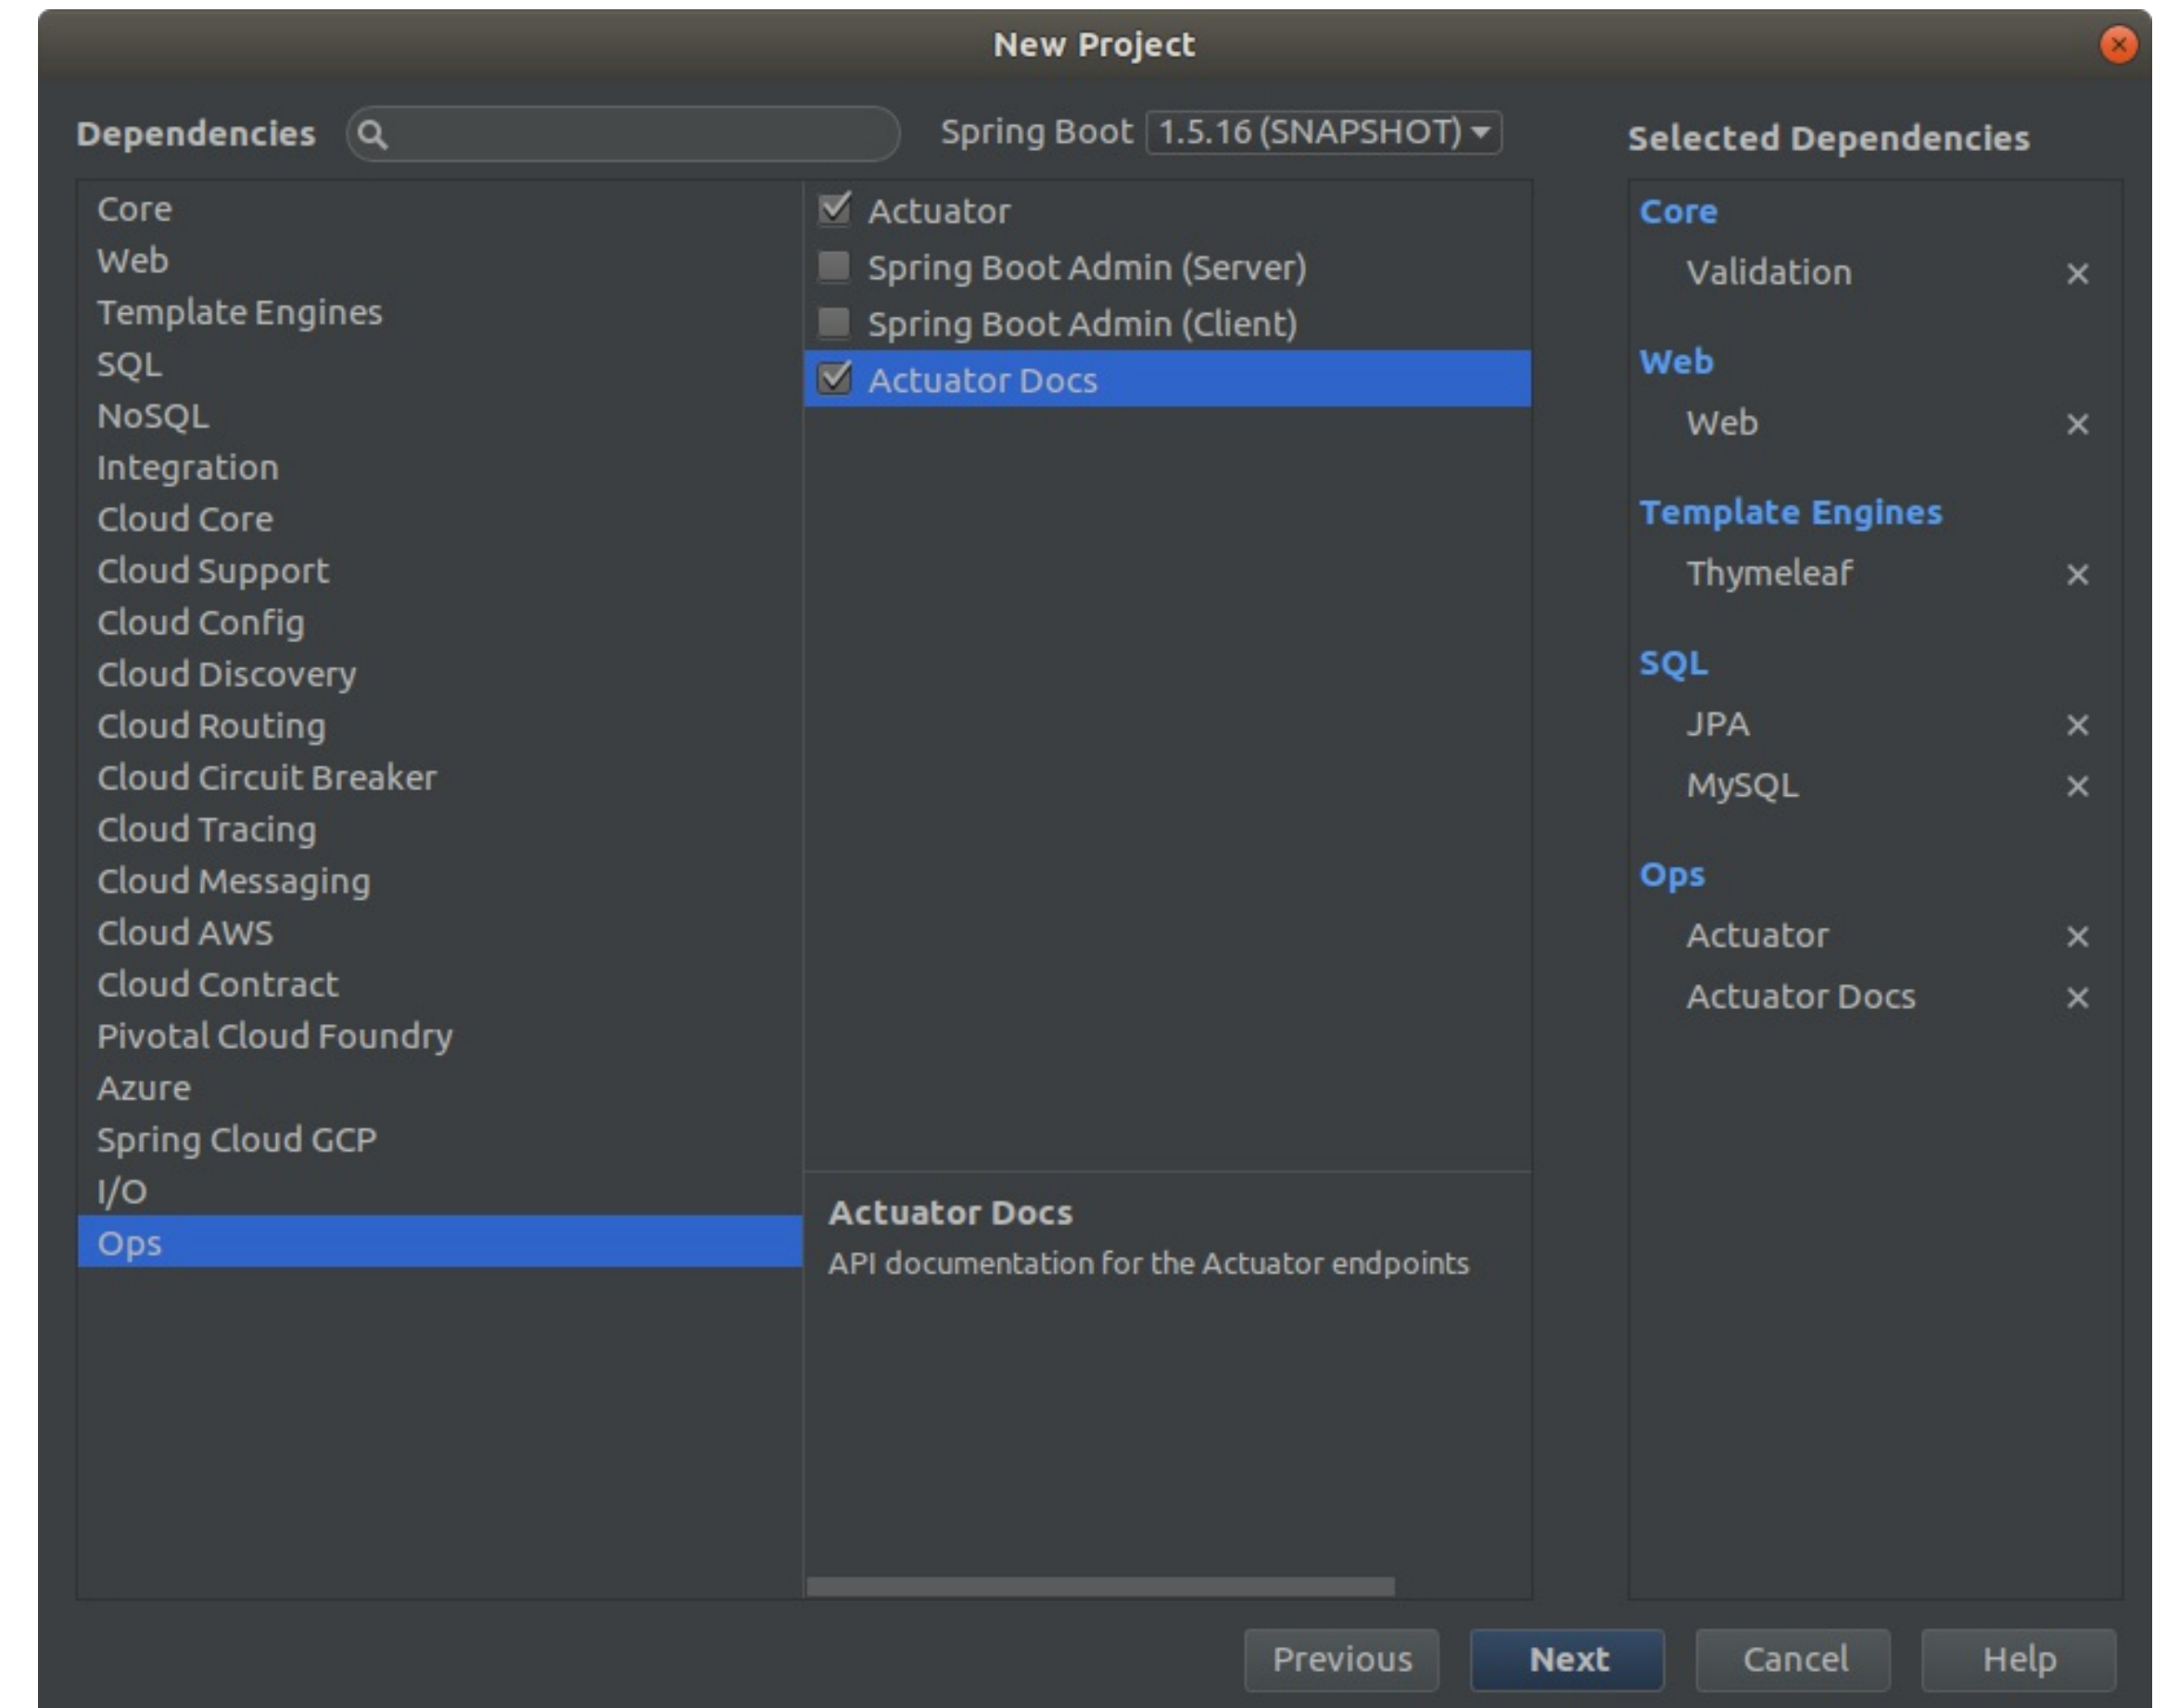 New Project
Dependencies
Spring Boot 1.5.16 (SNAPSHOT)
Selected Dependencies
Core
Web
Template Engines
SQL
NoSQL
Integration
Cloud Core
Cloud Support
Cloud Config
Cloud Discovery
Cloud Routing
Cloud Circuit Breaker
Cloud Tracing
Cloud Messaging
Cloud AWS
Cloud Contract
Pivotal Cloud Foundry
Azure
Spring Cloud GCP
I/O
Ops
Actuator
Spring Boot Admin (Server)
Spring Boot Admin (Client)
Actuator Docs
Actuator Docs
API documentation for the Actuator endpoints
Core
Validation
Web
Web
Template Engines
Thymeleaf
SQL
JPA
MySQL
Ops
Actuator
Actuator Docs
Previous
Next
Cancel
Help